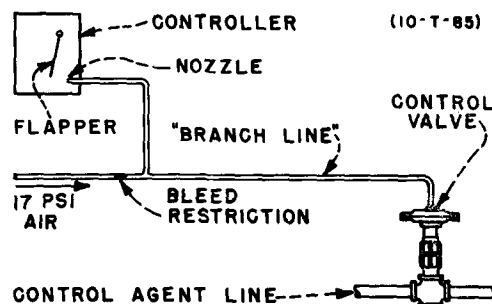 CONTROLLER
(10-T-85)
NOZZLE
CONTROL
VALVE
FLAPPER
"BRANCH LINE"
17 PSI
AIR
BLEED
RESTRICTION
CONTROL AGENT LINE